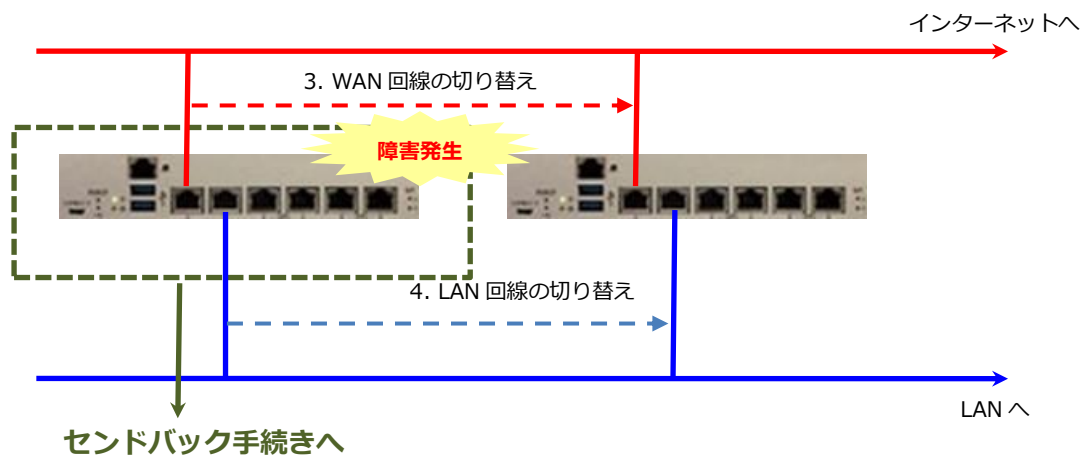 インターネットへ
3. WAN 回線の切り替え
障害発生
4. LAN 回線の切り替え
LAN へ
センドバック手続きへ